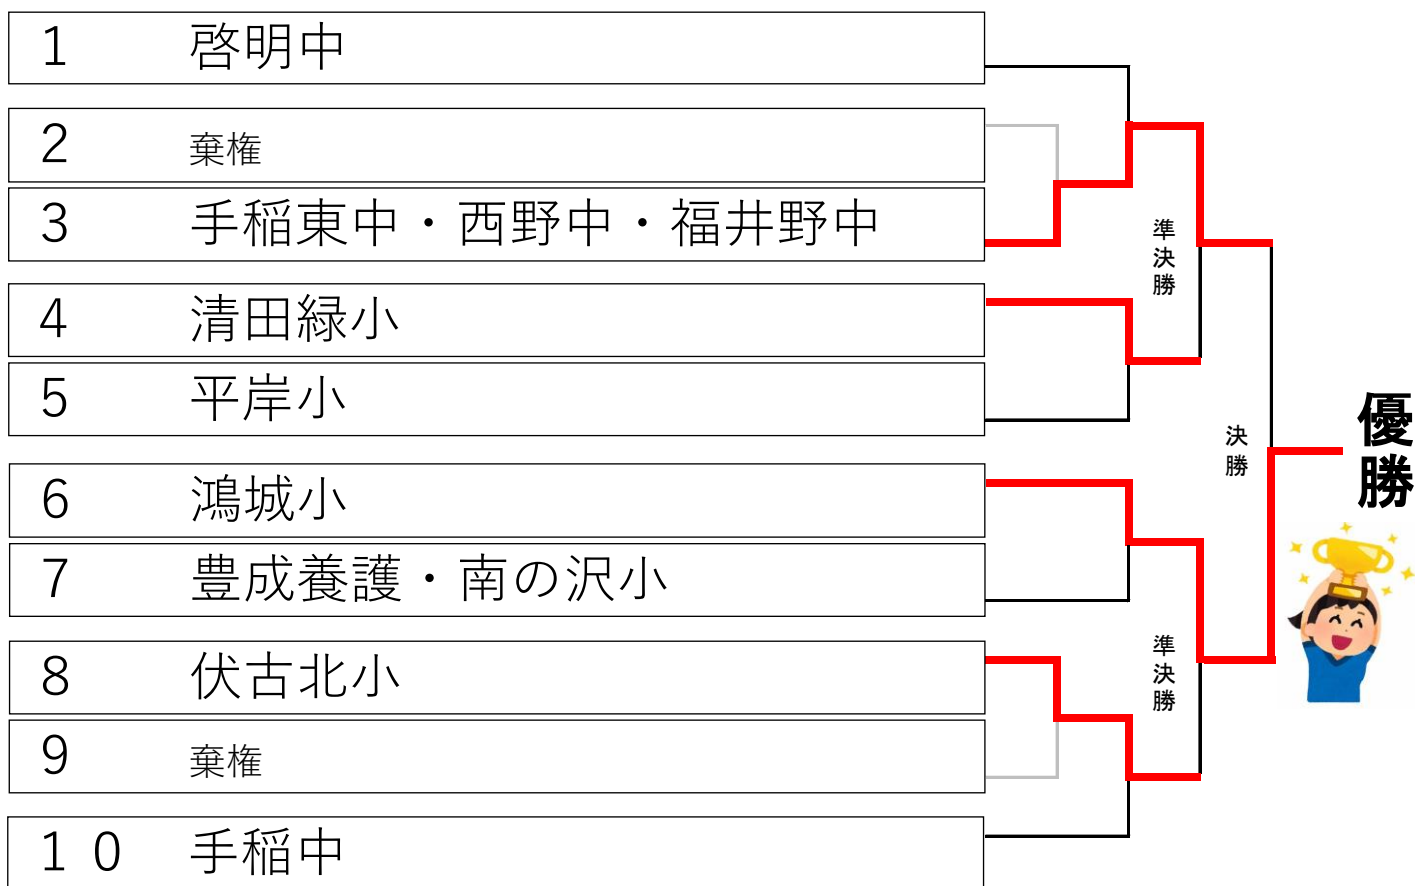 1 啓明中
2 棄権
3 手稲東中・西野中・福井野中
4 清田緑小
5 平岸小
6 鴻城小
7 豊成養護・南の沢小
8 伏古北小
9 棄権
１０ 手稲中
準決勝
準決勝
決勝
優勝